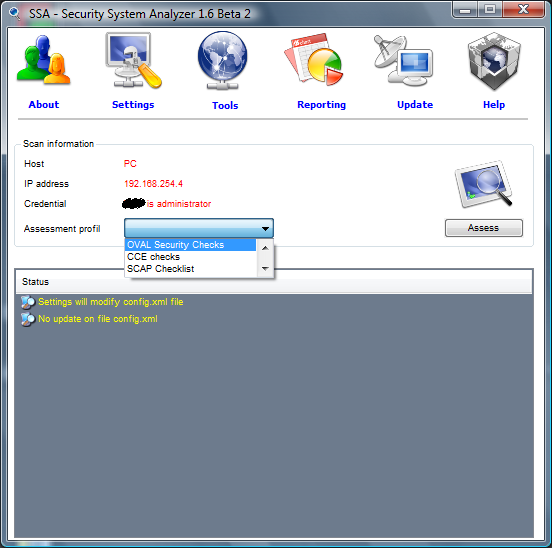 SSA - Security System Analyzer 1.6 Beta 2
About Settings Tools Reporting Update Help
Scan information
Host PC
IP address 192.168.254.4
Credential is administrator
Assessment profil Assess
OVAL Security Checks
CCE checks
SCAP Checklist
Status
Settings will modify config.xml file
No update on file config.xml